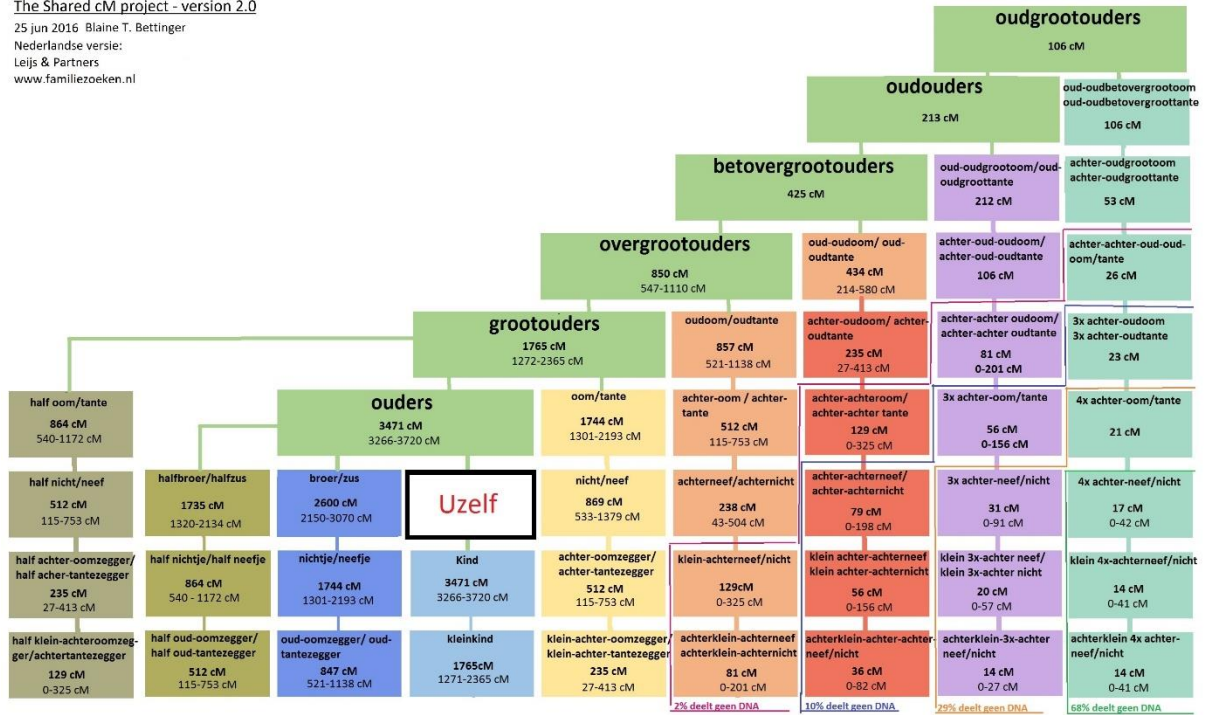 The Shared cM project - version 2.0
25 jun 2016 Blaine T. Bettinger
Nederlandse versie:
Leijs & Partners
www.familiezoeken.nl
oudgrootouders
106 cM
oudouders
213 cM
oud-oudbetovergrootoom
oud-oudbetovergroottante
106 cM
betovergrootouders
425 cM
oud-oudgrootoom/oud-
oudgroottante
212 cM
achter-oudgrootoom
achter-oudgroottante
53 cM
overgrootouders
850 cM
547-1110 cM
oud-oudoom/ oud-
oudtante
434 cM
214-580 cM
achter-oud-oudoom/
achter-oud-oudtante
106 cM
achter-achter-oud-oud-
oom/tante
26 cM
grootouders
1765 cM
1272-2365 cM
oudoom/oudtante
857 cM
521-1138 cM
achter-oudoom/ achter-
oudtante
235 cM
27-413 cM
achter-achter oudoom/
achter-achter oudtante
81 cM
0-201 cM
3x achter-oudoom
3x achter-oudtante
23 cM
half oom/tante
864 cM
540-1172 cM
ouders
3471 cM
3266-3720 cM
oom/tante
1744 cM
1301-2193 cM
achter-oom / achter-
tante
512 cM
115-753 cM
achter-achteroom/
achter-achter tante
129 cM
0-325 cM
3x achter-oom/tante
56 cM
0-156 cM
4x achter-oom/tante
21 cM
half nicht/neef
512 cM
115-753 cM
halfbroer/halfzus
1735 cM
1320-2134 cM
broer/zus
2600 cM
2150-3070 cM
Uzelf
nicht/neef
869 cM
533-1379 cM
achterneef/achternicht
238 cM
43-504 cM
achter-achterneef/
achter-achternicht
79 cM
0-198 cM
3x achter-neef/nicht
31 cM
0-91 cM
4x achter-neef/nicht
17 cM
0-42 cM
half achter-oomzegger/
half acher-tantezegger
235 cM
27-413 cM
half nichtje/half neefje
864 cM
540 - 1172 cM
nichtje/neefje
1744 cM
1301-2193 cM
Kind
3471 cM
3266-3720 cM
achter-oomzegger/
achter-tantezegger
512 cM
115-753 cM
klein-achterneef/nicht
129cM
0-325 cM
klein achter-achterneef
klein achter-achternicht
56 cM
0-156 cM
klein 3x-achter neef/
klein 3x-achter nicht
20 cM
0-57 cM
klein 4x-achterneef/nicht
14 cM
0-41 cM
half klein-achteroomzeg-
ger/achtertantezegger
129 cM
0-325 cM
half oud-oomzegger/
half oud-tantezegger
512 cM
115-753 cM
oud-oomzegger/ oud-
tantezegger
847 cM
521-1138 cM
kleinkind
1765cM
1271-2365 cM
klein-achter-oomzegger/
klein-achter-tantezegger
235 cM
27-413 cM
achterklein-achterneef
achterklein-achternicht
81 cM
0-201 cM
achterklein-achter-achter-
neef/nicht
36 cM
0-82 cM
achterklein-3x-achter
neef/nicht
14 cM
0-27 cM
achterklein 4x achter-
neef/nicht
14 cM
0-41 cM
2% deelt geen DNA
10% deelt geen DNA
29% deelt geen DNA
68% deelt geen DNA